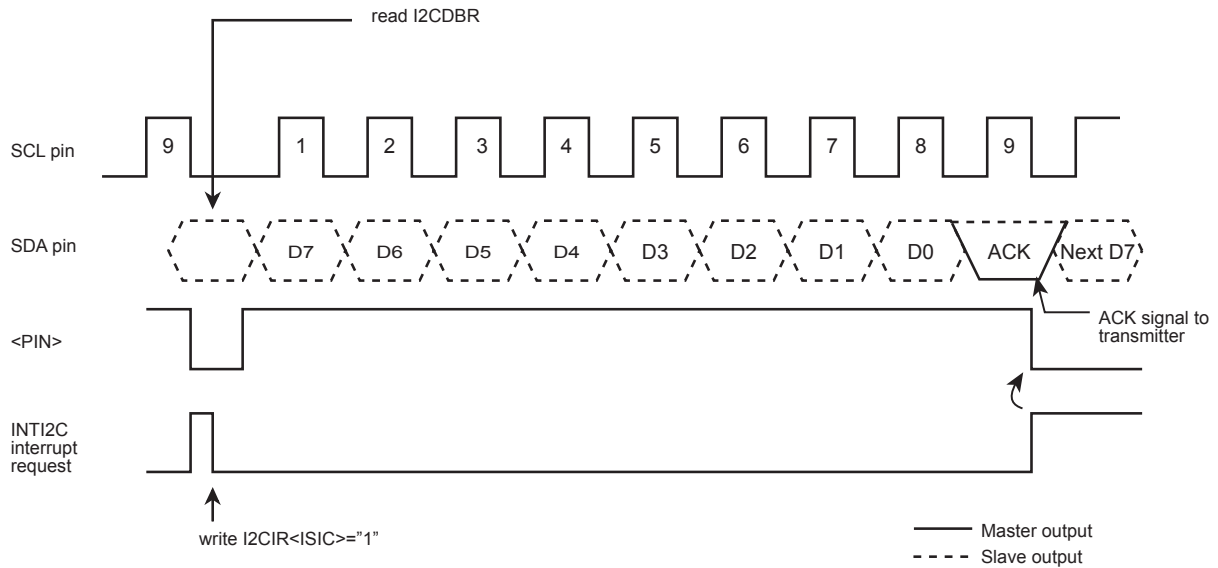 read I2CDBR
SCL pin
9 1 2 3 4 5 6 7 8 9
SDA pin
D7 D6 D5 D4 D3 D2 D1 D0 ACK Next D7
ACK signal to
transmitter
<PIN>
INTI2C
interrupt
request
write I2CIR<ISIC>=”1”
Master output
Slave output